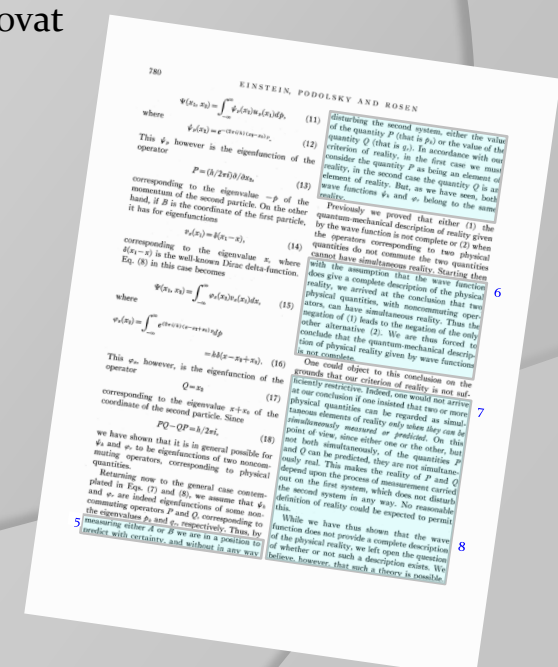 ovat
780
EINSTEIN, PODOLSKY AND ROSEN
Ψ(x₁, x₂) = ∫_{-∞}^{∞} ψ_p(x₂)u_p(x₁)dp, (11)
where
ψ_p(x₂) = e^{-(2πi/h)(x₂-x₀)p}. (12)
This ψ_p however is the eigenfunction of the
operator
P = (h/2πi)∂/∂x₂, (13)
corresponding to the eigenvalue −p of the
momentum of the second particle. On the other
hand, if B is the coordinate of the first particle,
it has for eigenfunctions
v_x(x₁) = δ(x₁−x), (14)
corresponding to the eigenvalue x, where
δ(x₁−x) is the well-known Dirac delta-function.
Eq. (8) in this case becomes
Ψ(x₁, x₂) = ∫_{-∞}^{∞} φ_x(x₂)v_x(x₁)dx, (15)
where
φ_x(x₂) = ∫_{-∞}^{∞} e^{(2πi/h)(x-x₂+x₀)p}dp
= hδ(x−x₂+x₀). (16)
This φ_x, however, is the eigenfunction of the
operator
Q = x₂ (17)
corresponding to the eigenvalue x+x₀ of the
coordinate of the second particle. Since
PQ−QP = h/2πi, (18)
we have shown that it is in general possible for
ψ_k and φ_r to be eigenfunctions of two noncom-
muting operators, corresponding to physical
quantities.
Returning now to the general case contem-
plated in Eqs. (7) and (8), we assume that ψ_k
and φ_r are indeed eigenfunctions of some non-
commuting operators P and Q, corresponding to
the eigenvalues p_k and q_r, respectively. Thus, by
5
measuring either A or B we are in a position to
predict with certainty, and without in any way
disturbing the second system, either the value
of the quantity P (that is p_k) or the value of the
quantity Q (that is q_r). In accordance with our
criterion of reality, in the first case we must
consider the quantity P as being an element of
reality, in the second case the quantity Q is an
element of reality. But, as we have seen, both
wave functions ψ_k and φ_r belong to the same
reality.
Previously we proved that either (1) the
quantum-mechanical description of reality given
by the wave function is not complete or (2) when
the operators corresponding to two physical
quantities do not commute the two quantities
cannot have simultaneous reality. Starting then
6
with the assumption that the wave function
does give a complete description of the physical
reality, we arrived at the conclusion that two
physical quantities, with noncommuting oper-
ators, can have simultaneous reality. Thus the
negation of (1) leads to the negation of the only
other alternative (2). We are thus forced to
conclude that the quantum-mechanical descrip-
tion of physical reality given by wave functions
is not complete.
One could object to this conclusion on the
grounds that our criterion of reality is not suf-
7
ficiently restrictive. Indeed, one would not arrive
at our conclusion if one insisted that two or more
physical quantities can be regarded as simul-
taneous elements of reality only when they can be
simultaneously measured or predicted. On this
point of view, since either one or the other, but
not both simultaneously, of the quantities P
and Q can be predicted, they are not simultane-
ously real. This makes the reality of P and Q
depend upon the process of measurement carried
out on the first system, which does not disturb
the second system in any way. No reasonable
definition of reality could be expected to permit
this.
8
While we have thus shown that the wave
function does not provide a complete description
of the physical reality, we left open the question
of whether or not such a description exists. We
believe, however, that such a theory is possible.